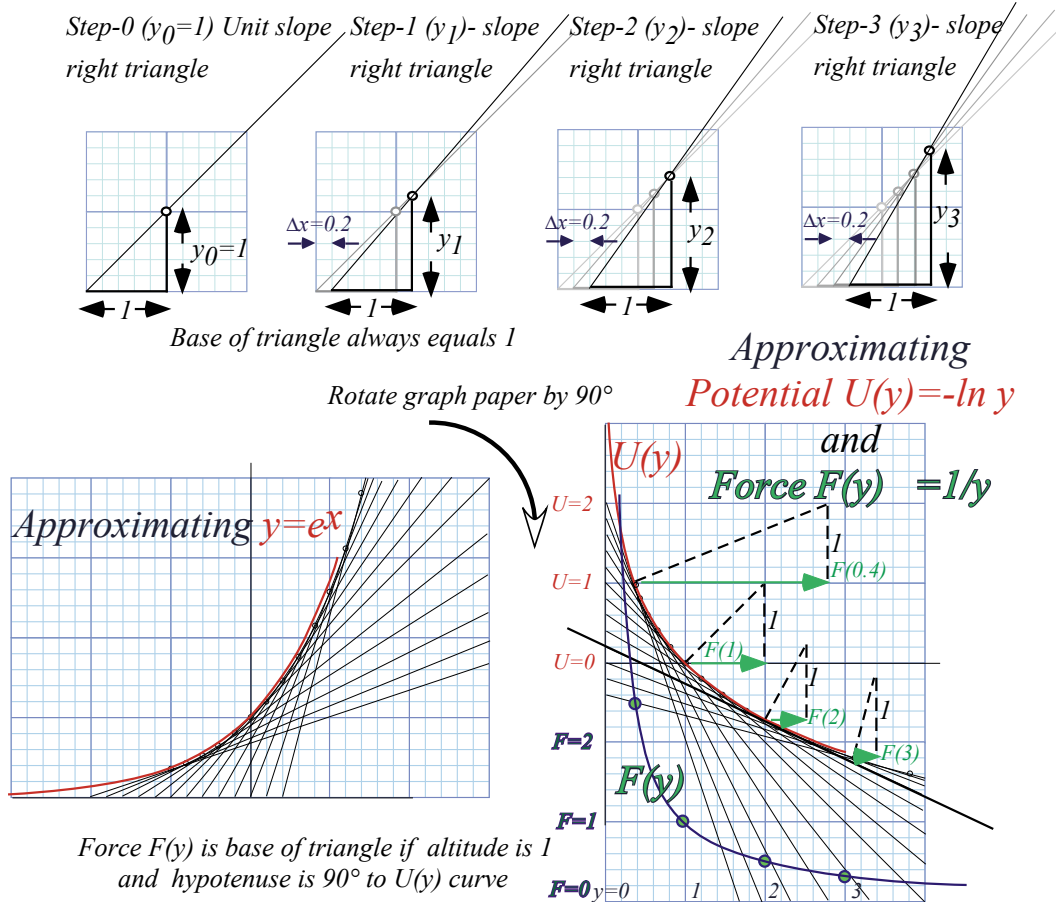 Step-0 (y0=1) Unit slope
right triangle
Step-1 (y1)- slope
right triangle
Step-2 (y2)- slope
right triangle
Step-3 (y3)- slope
right triangle
y0=1
1
Δx=0.2
y1
1
Δx=0.2
y2
1
Δx=0.2
y3
1
Base of triangle always equals 1
Rotate graph paper by 90°
Approximating
Potential U(y)=-ln y
and
Force F(y) =1/y
Approximating y=e^x
U(y)
U=2
1
F(0.4)
U=1
1
F(1)
U=0
1
F(2)
1
F(3)
F=2
F(y)
F=1
F=0 y=0 1 2 3
Force F(y) is base of triangle if altitude is 1
and hypotenuse is 90° to U(y) curve